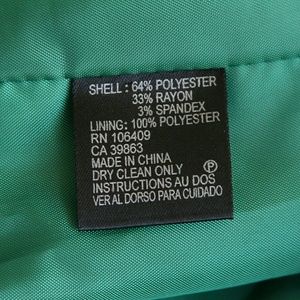 SHELL: 64% POLYESTER
33% RAYON
3% SPANDEX
LINING: 100% POLYESTER
RN 106409
CA 39863
MADE IN CHINA
DRY CLEAN ONLY Ⓟ
INSTRUCTIONS AU DOS
VER AL DORSO PARA CUIDADO